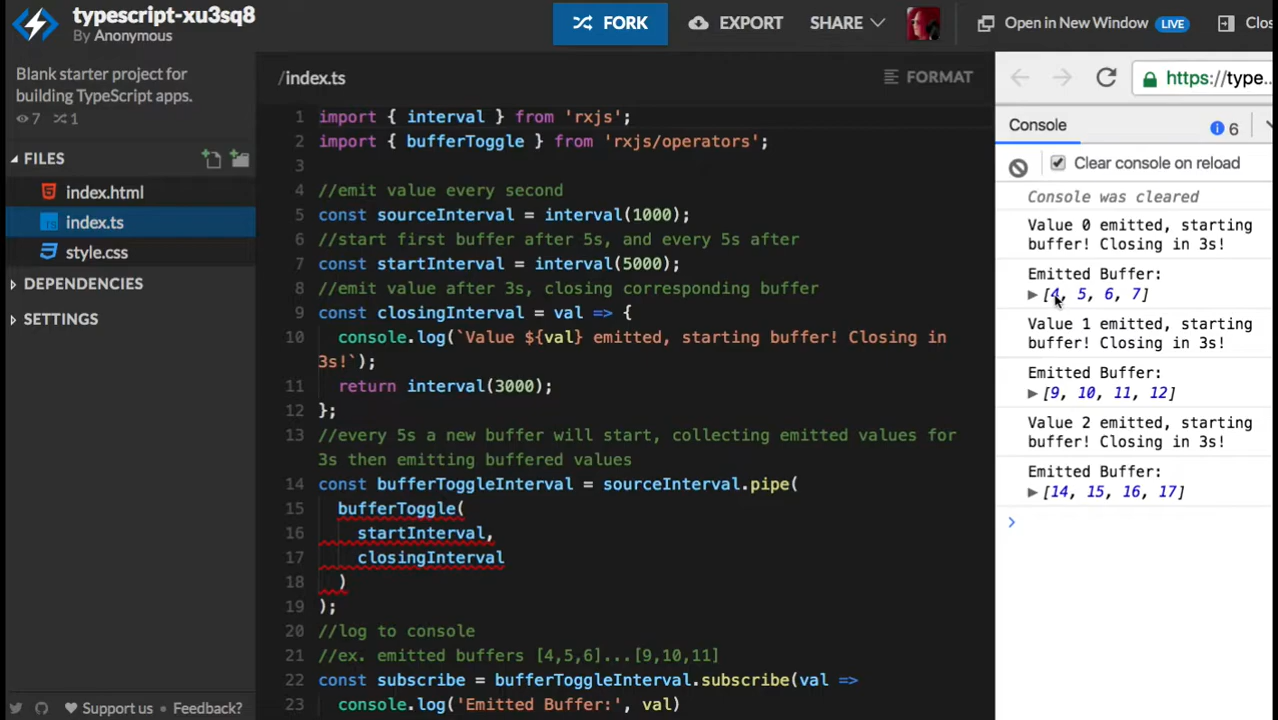 typescript-xu3sq8
By Anonymous
FORK
EXPORT
SHARE
Open in New Window
LIVE
Clos
Blank starter project for
building TypeScript apps.
7
1
FILES
index.html
index.ts
style.css
DEPENDENCIES
SETTINGS
Support us
Feedback?
/index.ts
FORMAT
1 import { interval } from 'rxjs';
2 import { bufferToggle } from 'rxjs/operators';
3
4 //emit value every second
5 const sourceInterval = interval(1000);
6 //start first buffer after 5s, and every 5s after
7 const startInterval = interval(5000);
8 //emit value after 3s, closing corresponding buffer
9 const closingInterval = val => {
10 console.log(`Value ${val} emitted, starting buffer! Closing in
3s!`);
11 return interval(3000);
12 };
13 //every 5s a new buffer will start, collecting emitted values for
3s then emitting buffered values
14 const bufferToggleInterval = sourceInterval.pipe(
15 bufferToggle(
16 startInterval,
17 closingInterval
18 )
19 );
20 //log to console
21 //ex. emitted buffers [4,5,6]...[9,10,11]
22 const subscribe = bufferToggleInterval.subscribe(val =>
23 console.log('Emitted Buffer:', val)
https://type...
Console
6
Clear console on reload
Console was cleared
Value 0 emitted, starting
buffer! Closing in 3s!
Emitted Buffer:
[4, 5, 6, 7]
Value 1 emitted, starting
buffer! Closing in 3s!
Emitted Buffer:
[9, 10, 11, 12]
Value 2 emitted, starting
buffer! Closing in 3s!
Emitted Buffer:
[14, 15, 16, 17]